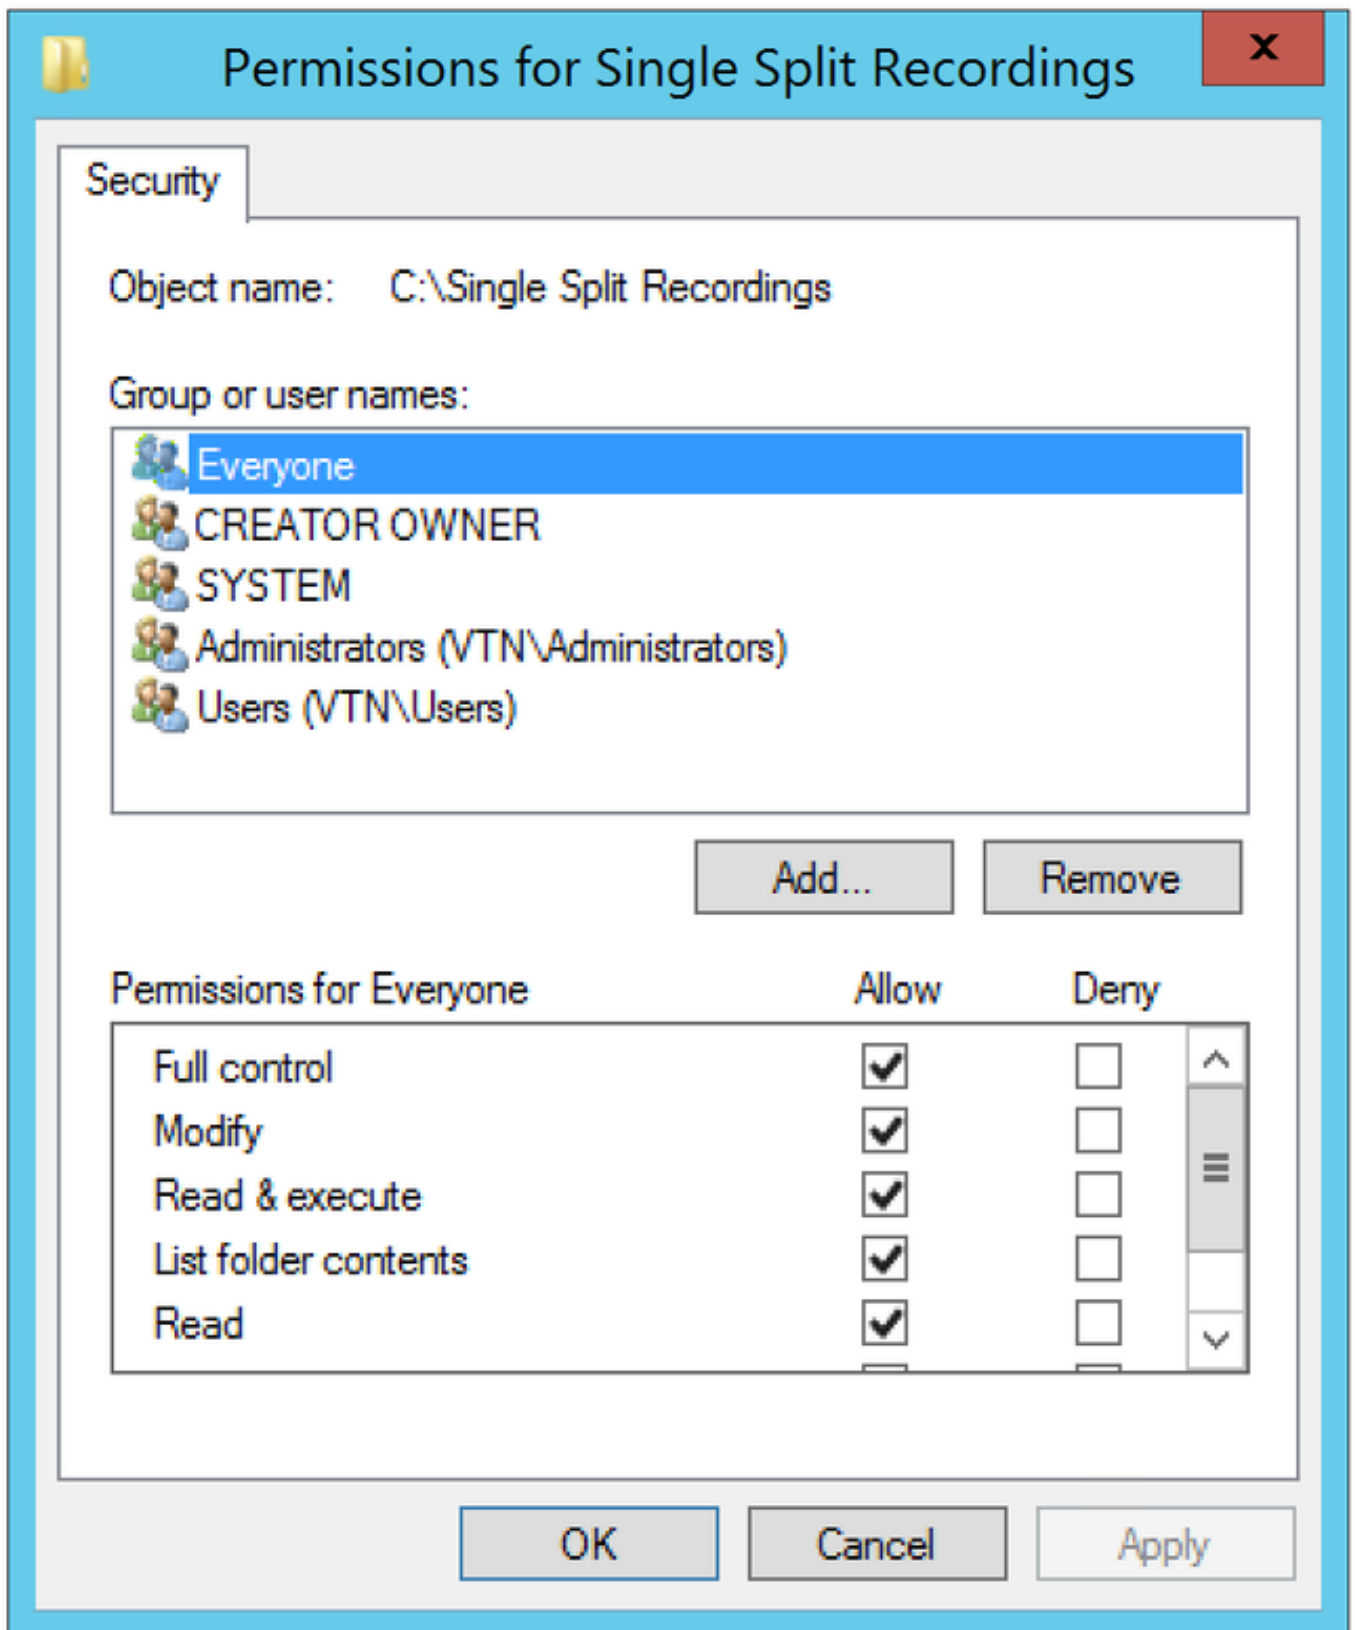 Permissions for Single Split Recordings
x
Security
Object name: C:\Single Split Recordings
Group or user names:
Everyone
CREATOR OWNER
SYSTEM
Administrators (VTN\Administrators)
Users (VTN\Users)
Add... Remove
Permissions for Everyone Allow Deny
Full control
Modify
Read & execute
List folder contents
Read
OK Cancel Apply